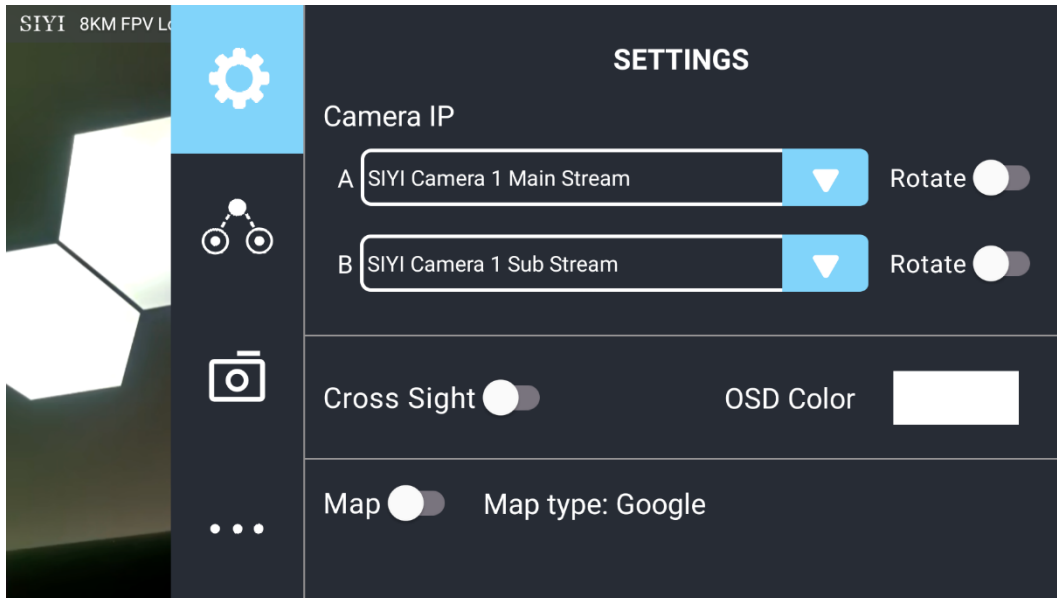 SIYI 8KM FPV
SETTINGS
Camera IP
A SIYI Camera 1 Main Stream Rotate
B SIYI Camera 1 Sub Stream Rotate
Cross Sight OSD Color
Map Map type: Google